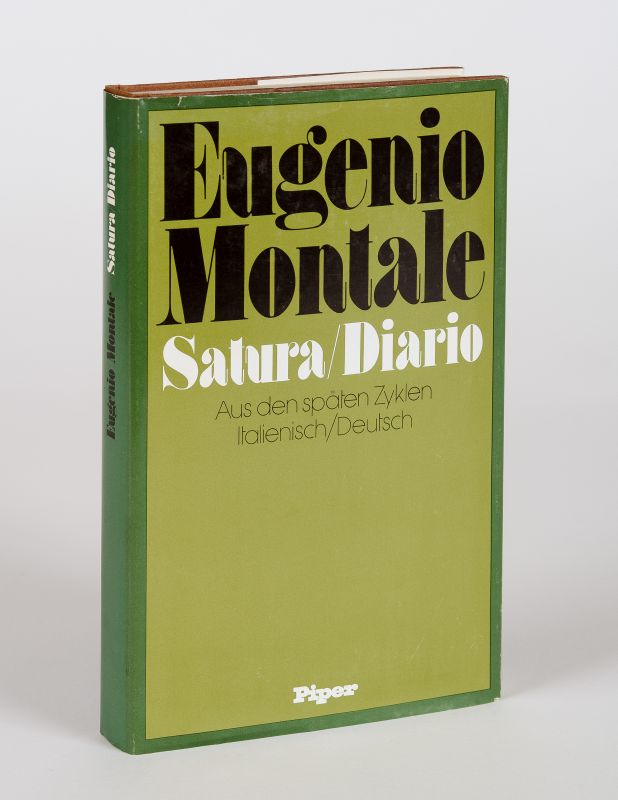 Eugenio
Montale
Satura/Diario
Aus den späten Zyklen
Italienisch/Deutsch
Piper
Eugenio Montale Satura Diario